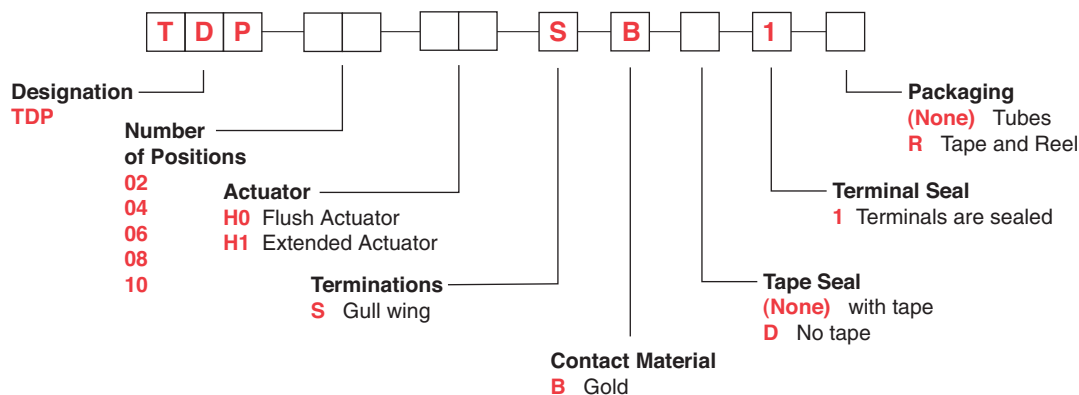 T D P S B 1
Designation
TDP
Number
of Positions
02
04
06
08
10
Actuator
H0 Flush Actuator
H1 Extended Actuator
Terminations
S Gull wing
Contact Material
B Gold
Tape Seal
(None) with tape
D No tape
Terminal Seal
1 Terminals are sealed
Packaging
(None) Tubes
R Tape and Reel